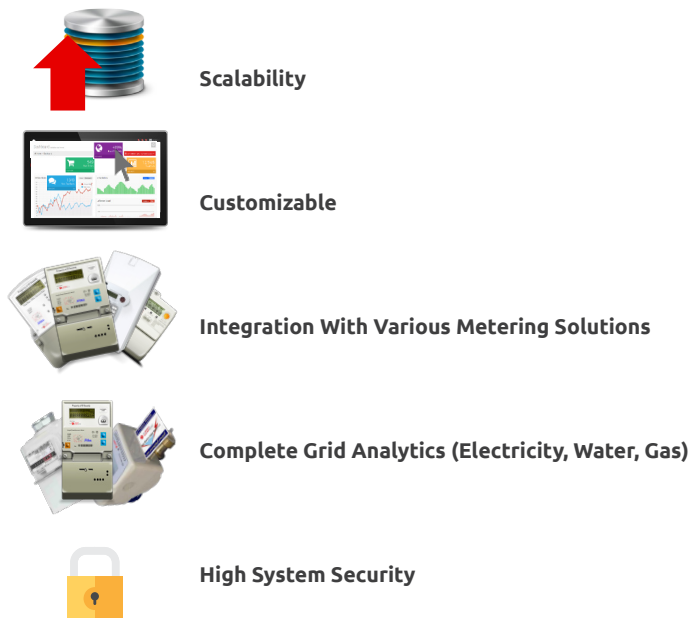 Scalability
Customizable
Integration With Various Metering Solutions
Complete Grid Analytics (Electricity, Water, Gas)
High System Security